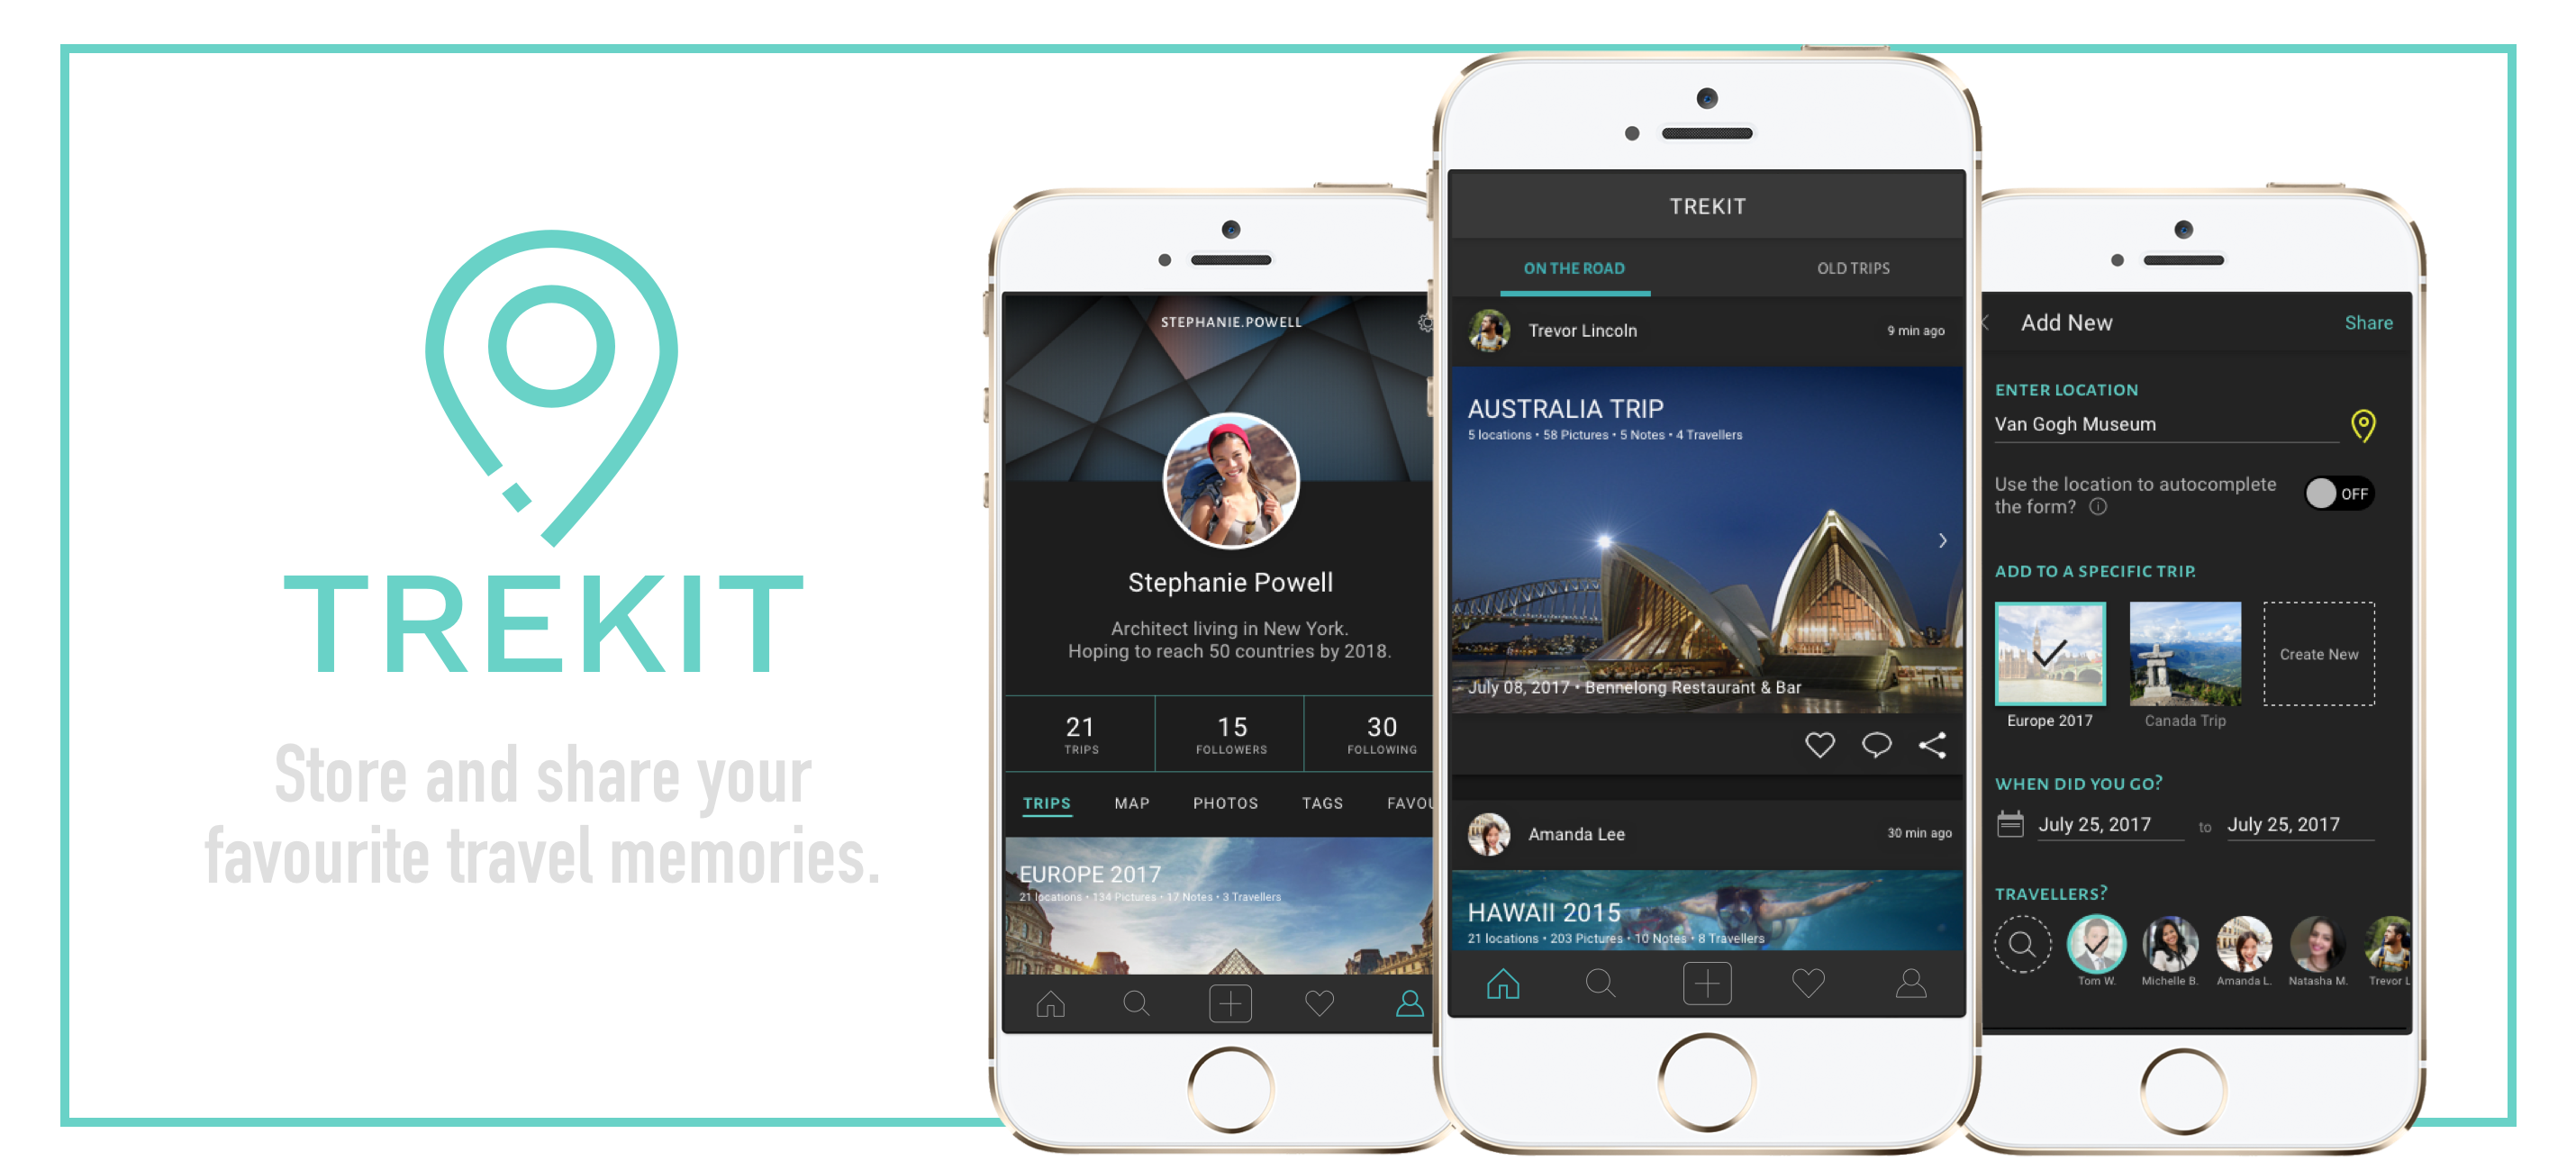 TREKIT
Store and share your
favourite travel memories.
STEPHANIE.POWELL
Stephanie Powell
Architect living in New York.
Hoping to reach 50 countries by 2018.
21
TRIPS
15
FOLLOWERS
30
FOLLOWING
TRIPS MAP PHOTOS TAGS FAVOU
EUROPE 2017
21 locations • 134 Pictures • 17 Notes • 3 Travellers
TREKIT
ON THE ROAD OLD TRIPS
Trevor Lincoln 9 min ago
AUSTRALIA TRIP
5 locations • 58 Pictures • 5 Notes • 4 Travellers
July 08, 2017 • Bennelong Restaurant & Bar
Amanda Lee 30 min ago
HAWAII 2015
21 locations • 203 Pictures • 10 Notes • 8 Travellers
Add New Share
ENTER LOCATION
Van Gogh Museum
Use the location to autocomplete
the form?
OFF
ADD TO A SPECIFIC TRIP.
Create New
Europe 2017 Canada Trip
WHEN DID YOU GO?
July 25, 2017 to July 25, 2017
TRAVELLERS?
Tom W. Michelle B. Amanda L. Natasha M. Trevor L